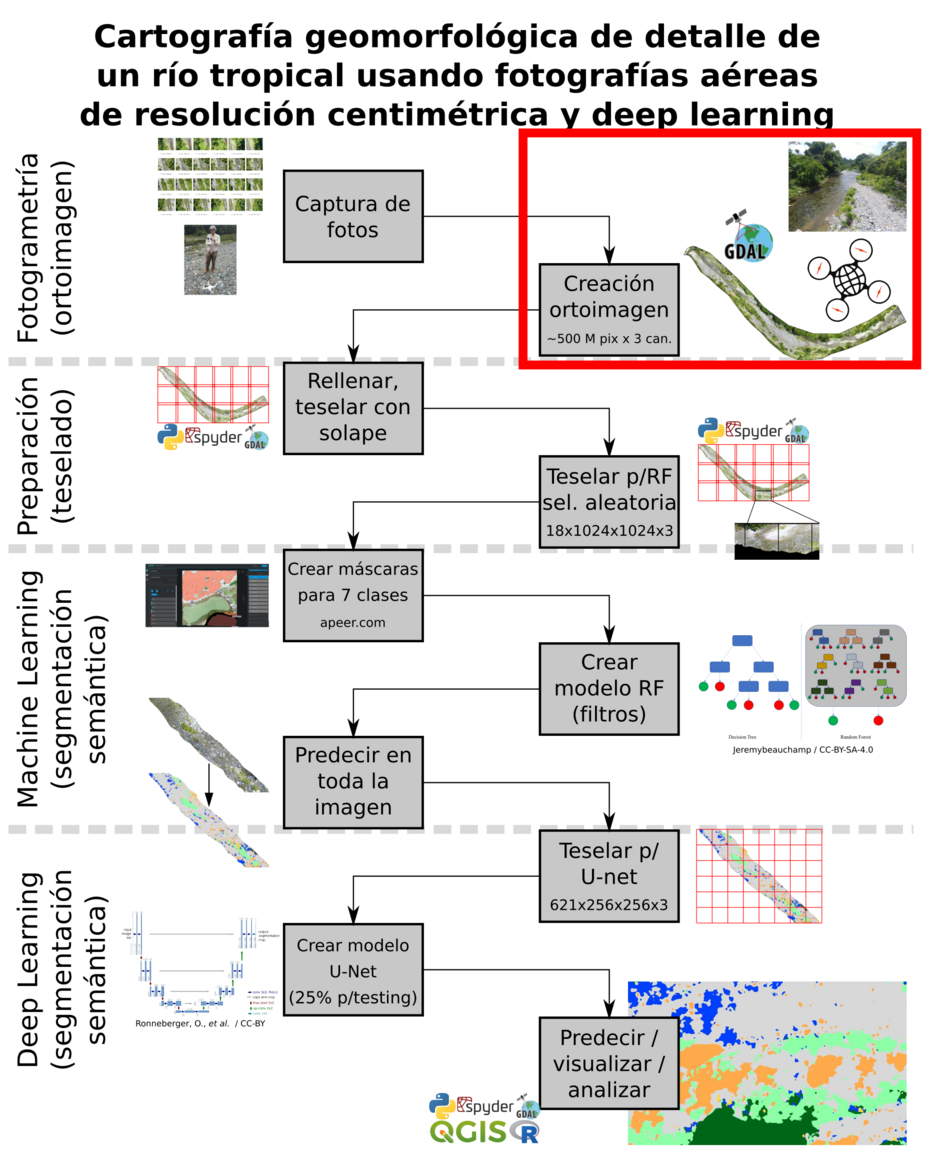 Cartografía geomorfológica de detalle de
un río tropical usando fotografías aéreas
de resolución centimétrica y deep learning
Fotogrametría
(ortoimagen)
Captura de
fotos
GDAL
Creación
ortoimagen
~500 M pix x 3 can.
Preparación
(teselado)
Rellenar,
teselar con
solape
spyder
GDAL
Teselar p/RF
sel. aleatoria
18x1024x1024x3
spyder
GDAL
Machine Learning
(segmentación
semántica)
Crear máscaras
para 7 clases
apeer.com
Crear
modelo RF
(filtros)
Decision Tree
Random Forest
Jeremybeauchamp / CC-BY-SA-4.0
Predecir en
toda la
imagen
Deep Learning
(segmentación
semántica)
Teselar p/
U-net
621x256x256x3
Crear modelo
U-Net
(25% p/testing)
Ronneberger, O., et al. / CC-BY
Predecir /
visualizar /
analizar
spyder
GDAL
QGIS R